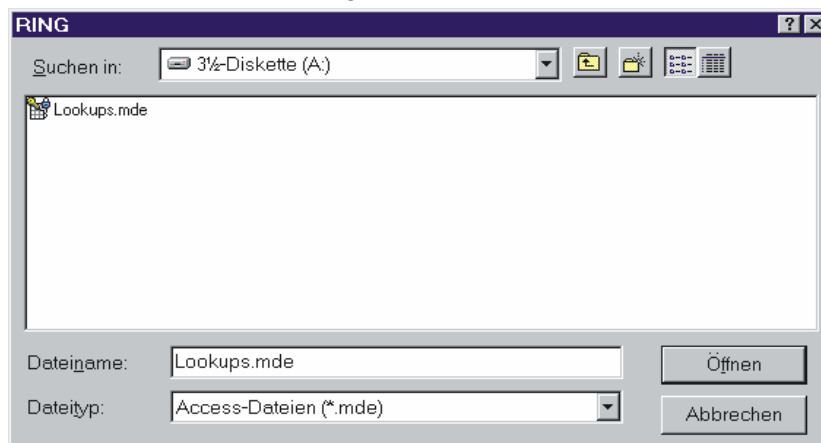 RING
Suchen in: 3½-Diskette (A:)
Lookups.mde
Dateiname: Lookups.mde Öffnen
Dateityp: Access-Dateien (*.mde) Abbrechen